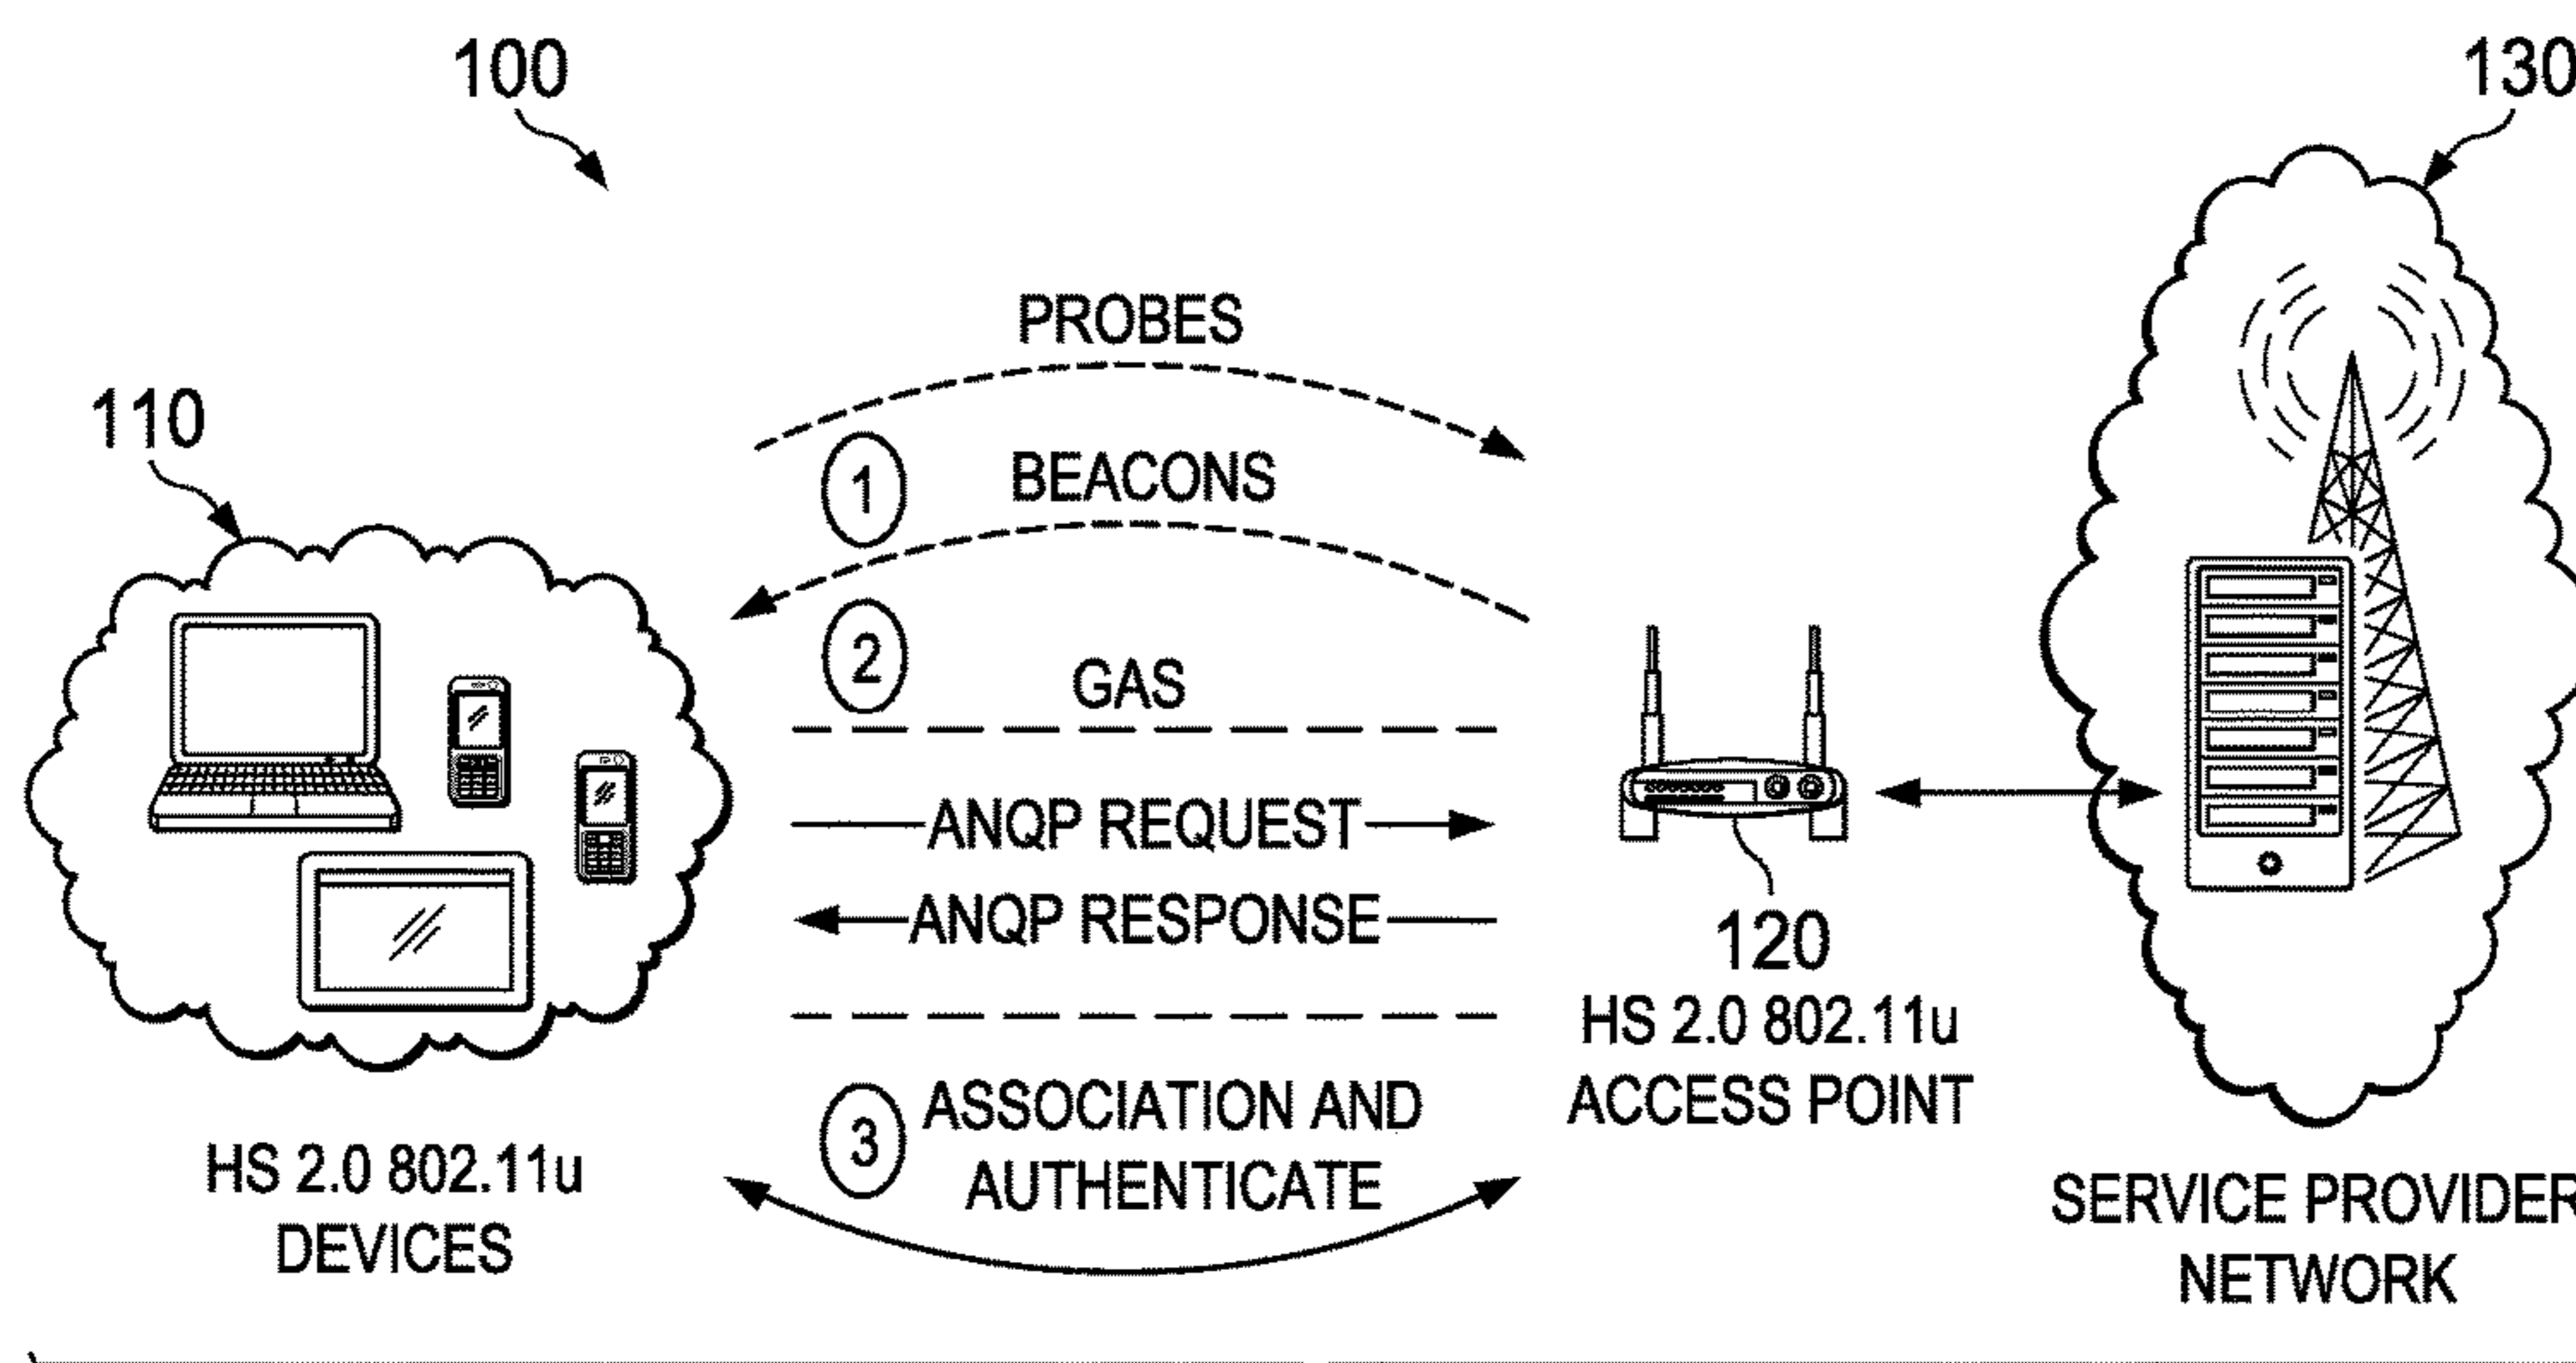 100
130
PROBES
110
1
BEACONS
2
GAS
ANQP REQUEST
ANQP RESPONSE
120
HS 2.0 802.11u
ACCESS POINT
3
ASSOCIATION AND
AUTHENTICATE
HS 2.0 802.11u
DEVICES
SERVICE PROVIDER
NETWORK